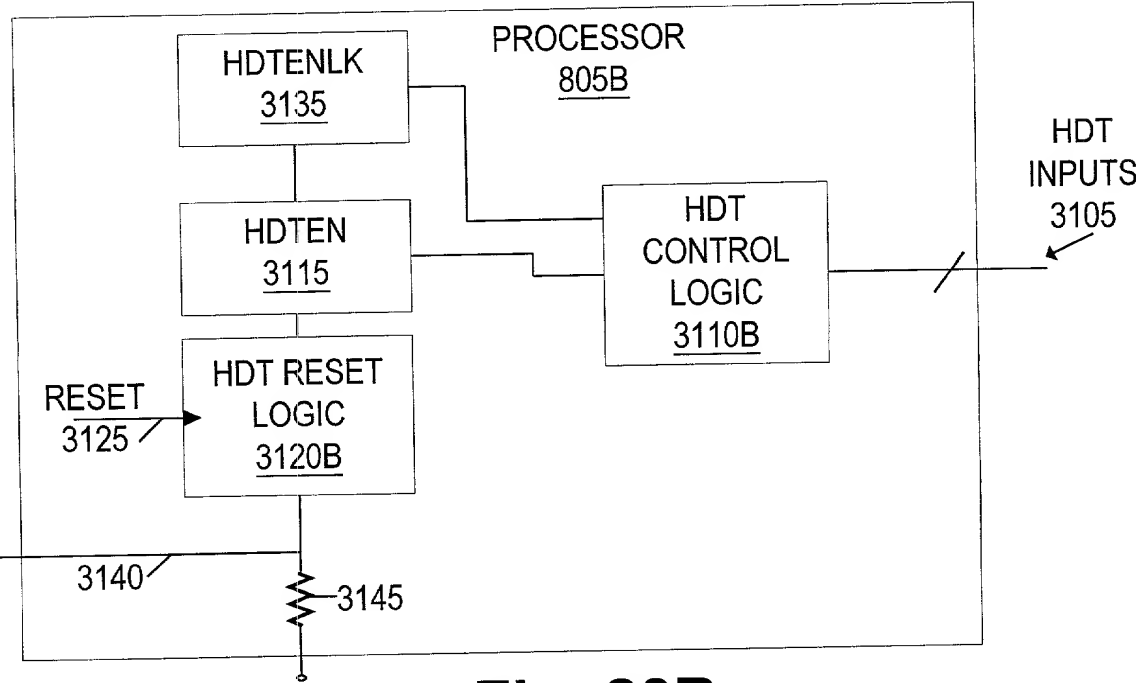 PROCESSOR
805B
HDTENLK
3135
HDT
INPUTS
3105
HDTEN
3115
HDT
CONTROL
LOGIC
3110B
HDT RESET
LOGIC
3120B
RESET
3125
3140
3145